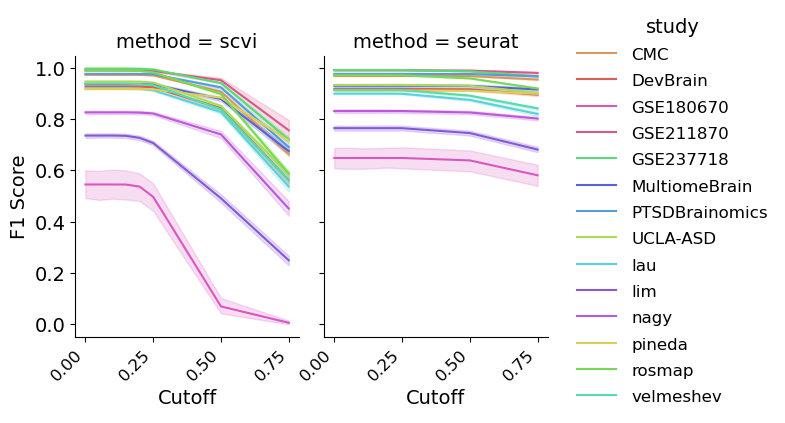 method = scvi
method = seurat
F1 Score
1.0
0.8
0.6
0.4
0.2
0.0
0.00
0.25
0.50
0.75
Cutoff
0.00
0.25
0.50
0.75
Cutoff
study
CMC
DevBrain
GSE180670
GSE211870
GSE237718
MultiomeBrain
PTSDBrainomics
UCLA-ASD
lau
lim
nagy
pineda
rosmap
velmeshev